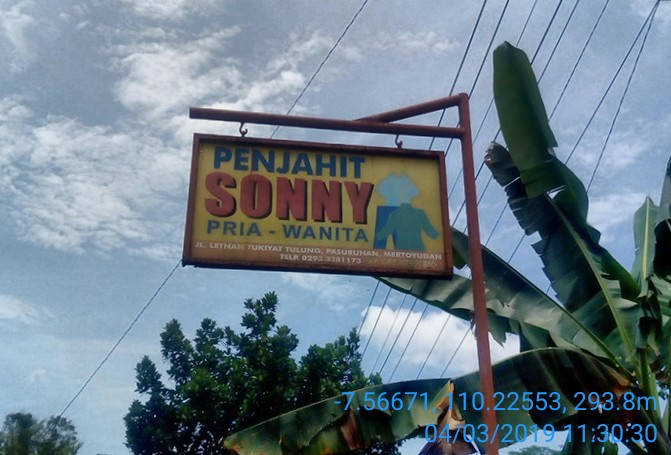 PENJAHIT
SONNY
PRIA - WANITA
JL. LETNAN TUKIYAT TULUNG, PASURUHAN, MERTOYUDAN
TELP. 0293 3281173
7.56671, 110.22553, 293.8m
04/03/2019 11:30:30